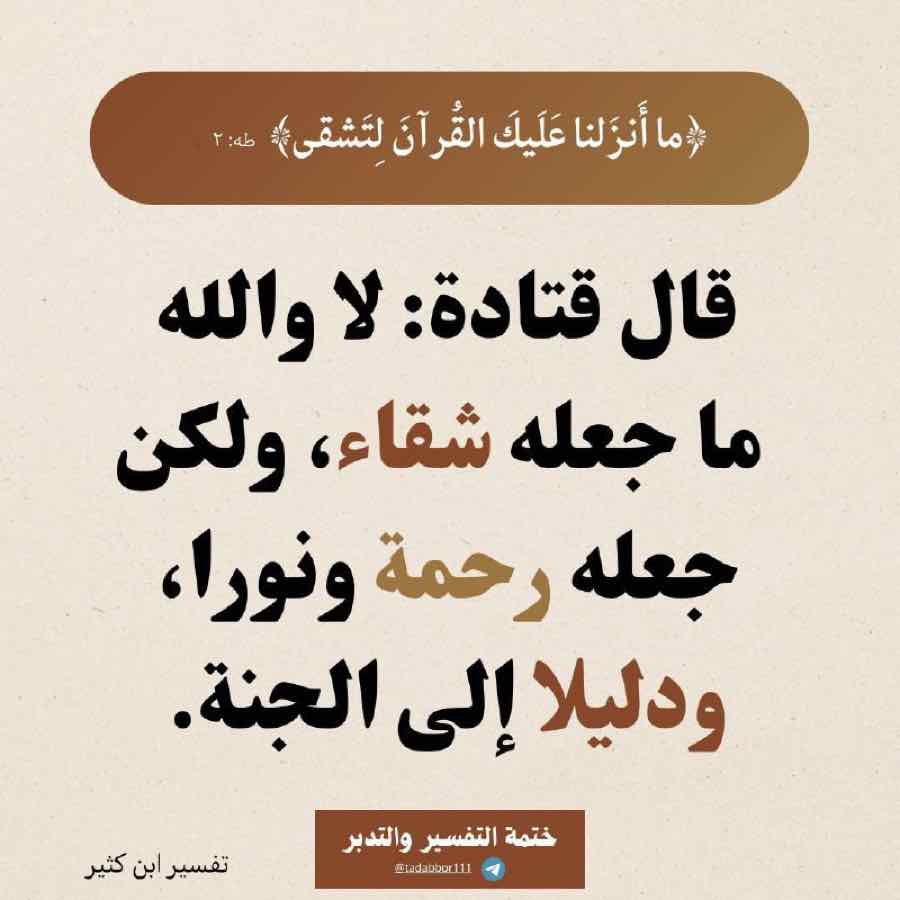 ﴿ما أَنزَلنا عَلَيكَ القُرآنَ لِتَشقى﴾ طه: ٢
قال قتادة: لا والله
ما جعله شقاء، ولكن
جعله رحمة ونورا،
ودليلا إلى الجنة.
ختمة التفسير والتدبر
@tadabbor111
تفسير ابن كثير